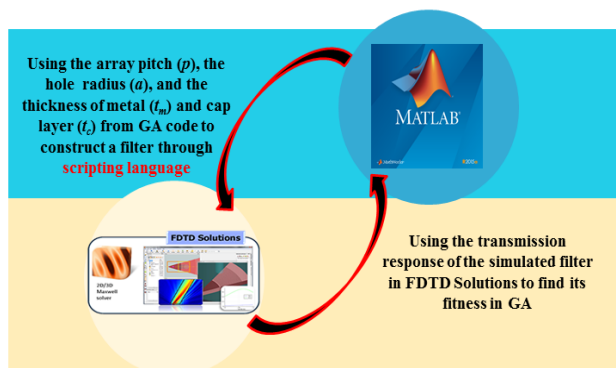 Using the array pitch (p), the
hole radius (a), and the
thickness of metal (tm) and cap
layer (tc) from GA code to
construct a filter through
scripting language
MATLAB®
FDTD Solutions
2D/3D
Maxwell
solver
Using the transmission
response of the simulated filter
in FDTD Solutions to find its
fitness in GA